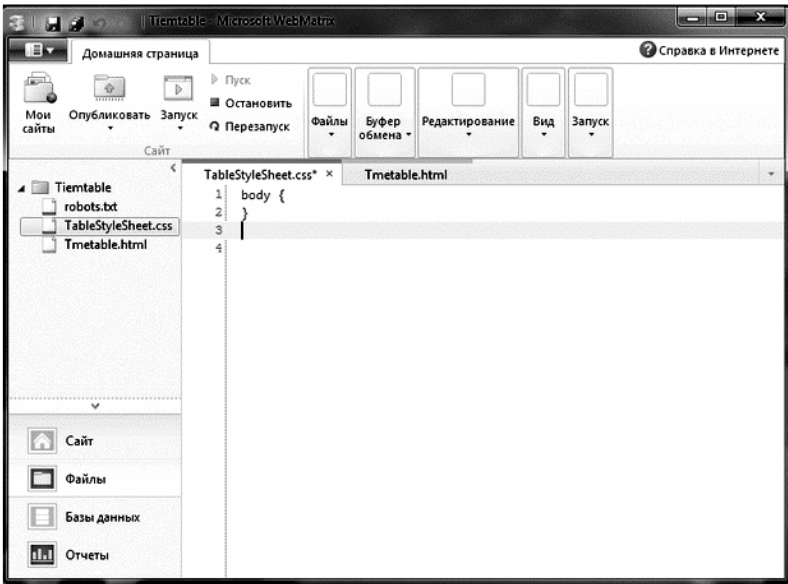 Tiemtable - Microsoft WebMatrix
Домашняя страница
Справка в Интернете
Мои сайты
Опубликовать
Запуск
Пуск
Остановить
Перезапуск
Сайт
Файлы
Буфер обмена
Редактирование
Вид
Запуск
Tiemtable
robots.txt
TableStyleSheet.css
Tmetable.html
TableStyleSheet.css* ×
Tmetable.html
1 body {
2 }
3
4
Сайт
Файлы
Базы данных
Отчеты